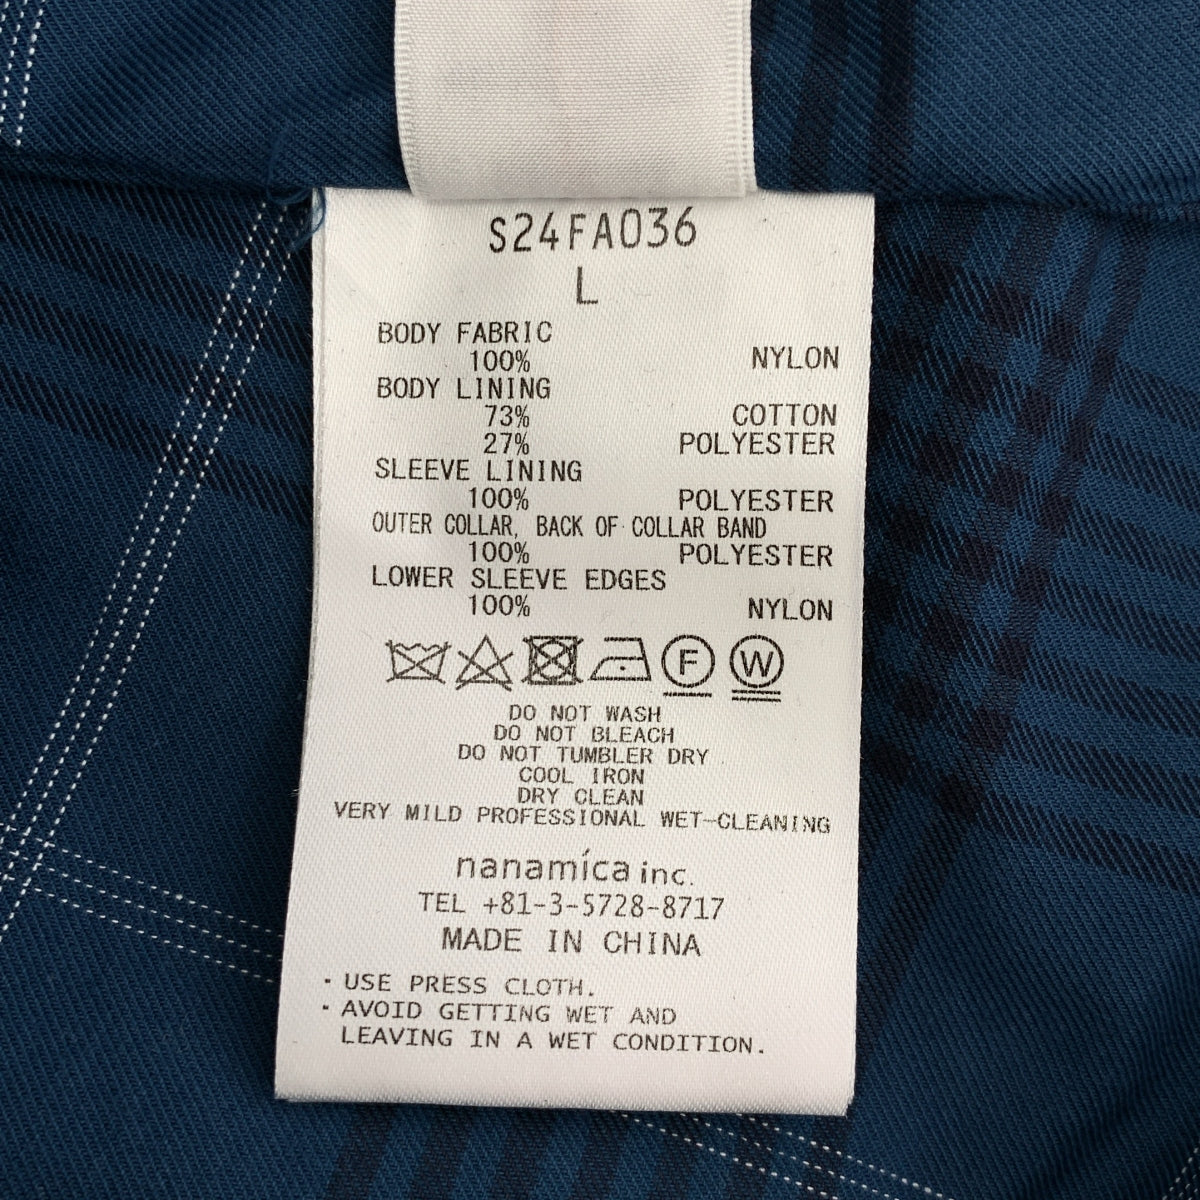 S24FA036
L
BODY FABRIC
100% NYLON
BODY LINING
73% COTTON
27% POLYESTER
SLEEVE LINING
100% POLYESTER
OUTER COLLAR, BACK OF COLLAR BAND
100% POLYESTER
LOWER SLEEVE EDGES
100% NYLON
F W
DO NOT WASH
DO NOT BLEACH
DO NOT TUMBLER DRY
COOL IRON
DRY CLEAN
VERY MILD PROFESSIONAL WET-CLEANING
nanamíca inc.
TEL +81-3-5728-8717
MADE IN CHINA
・USE PRESS CLOTH.
・AVOID GETTING WET AND
LEAVING IN A WET CONDITION.